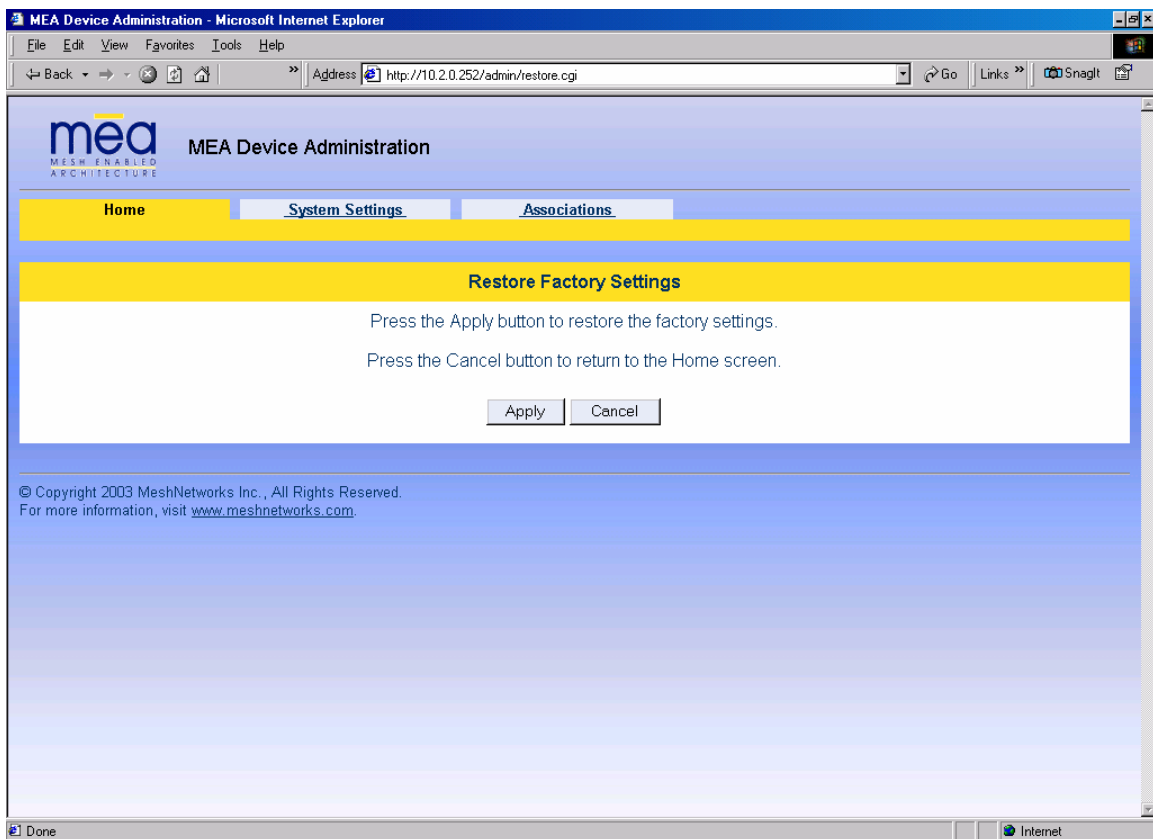 MEA Device Administration - Microsoft Internet Explorer
File Edit View Favorites Tools Help
Back » Address http://10.2.0.252/admin/restore.cgi Go Links » SnagIt
mea
MESH ENABLED
ARCHITECTURE
MEA Device Administration
Home System Settings Associations
Restore Factory Settings
Press the Apply button to restore the factory settings.
Press the Cancel button to return to the Home screen.
Apply Cancel
© Copyright 2003 MeshNetworks Inc., All Rights Reserved.
For more information, visit www.meshnetworks.com.
Done Internet